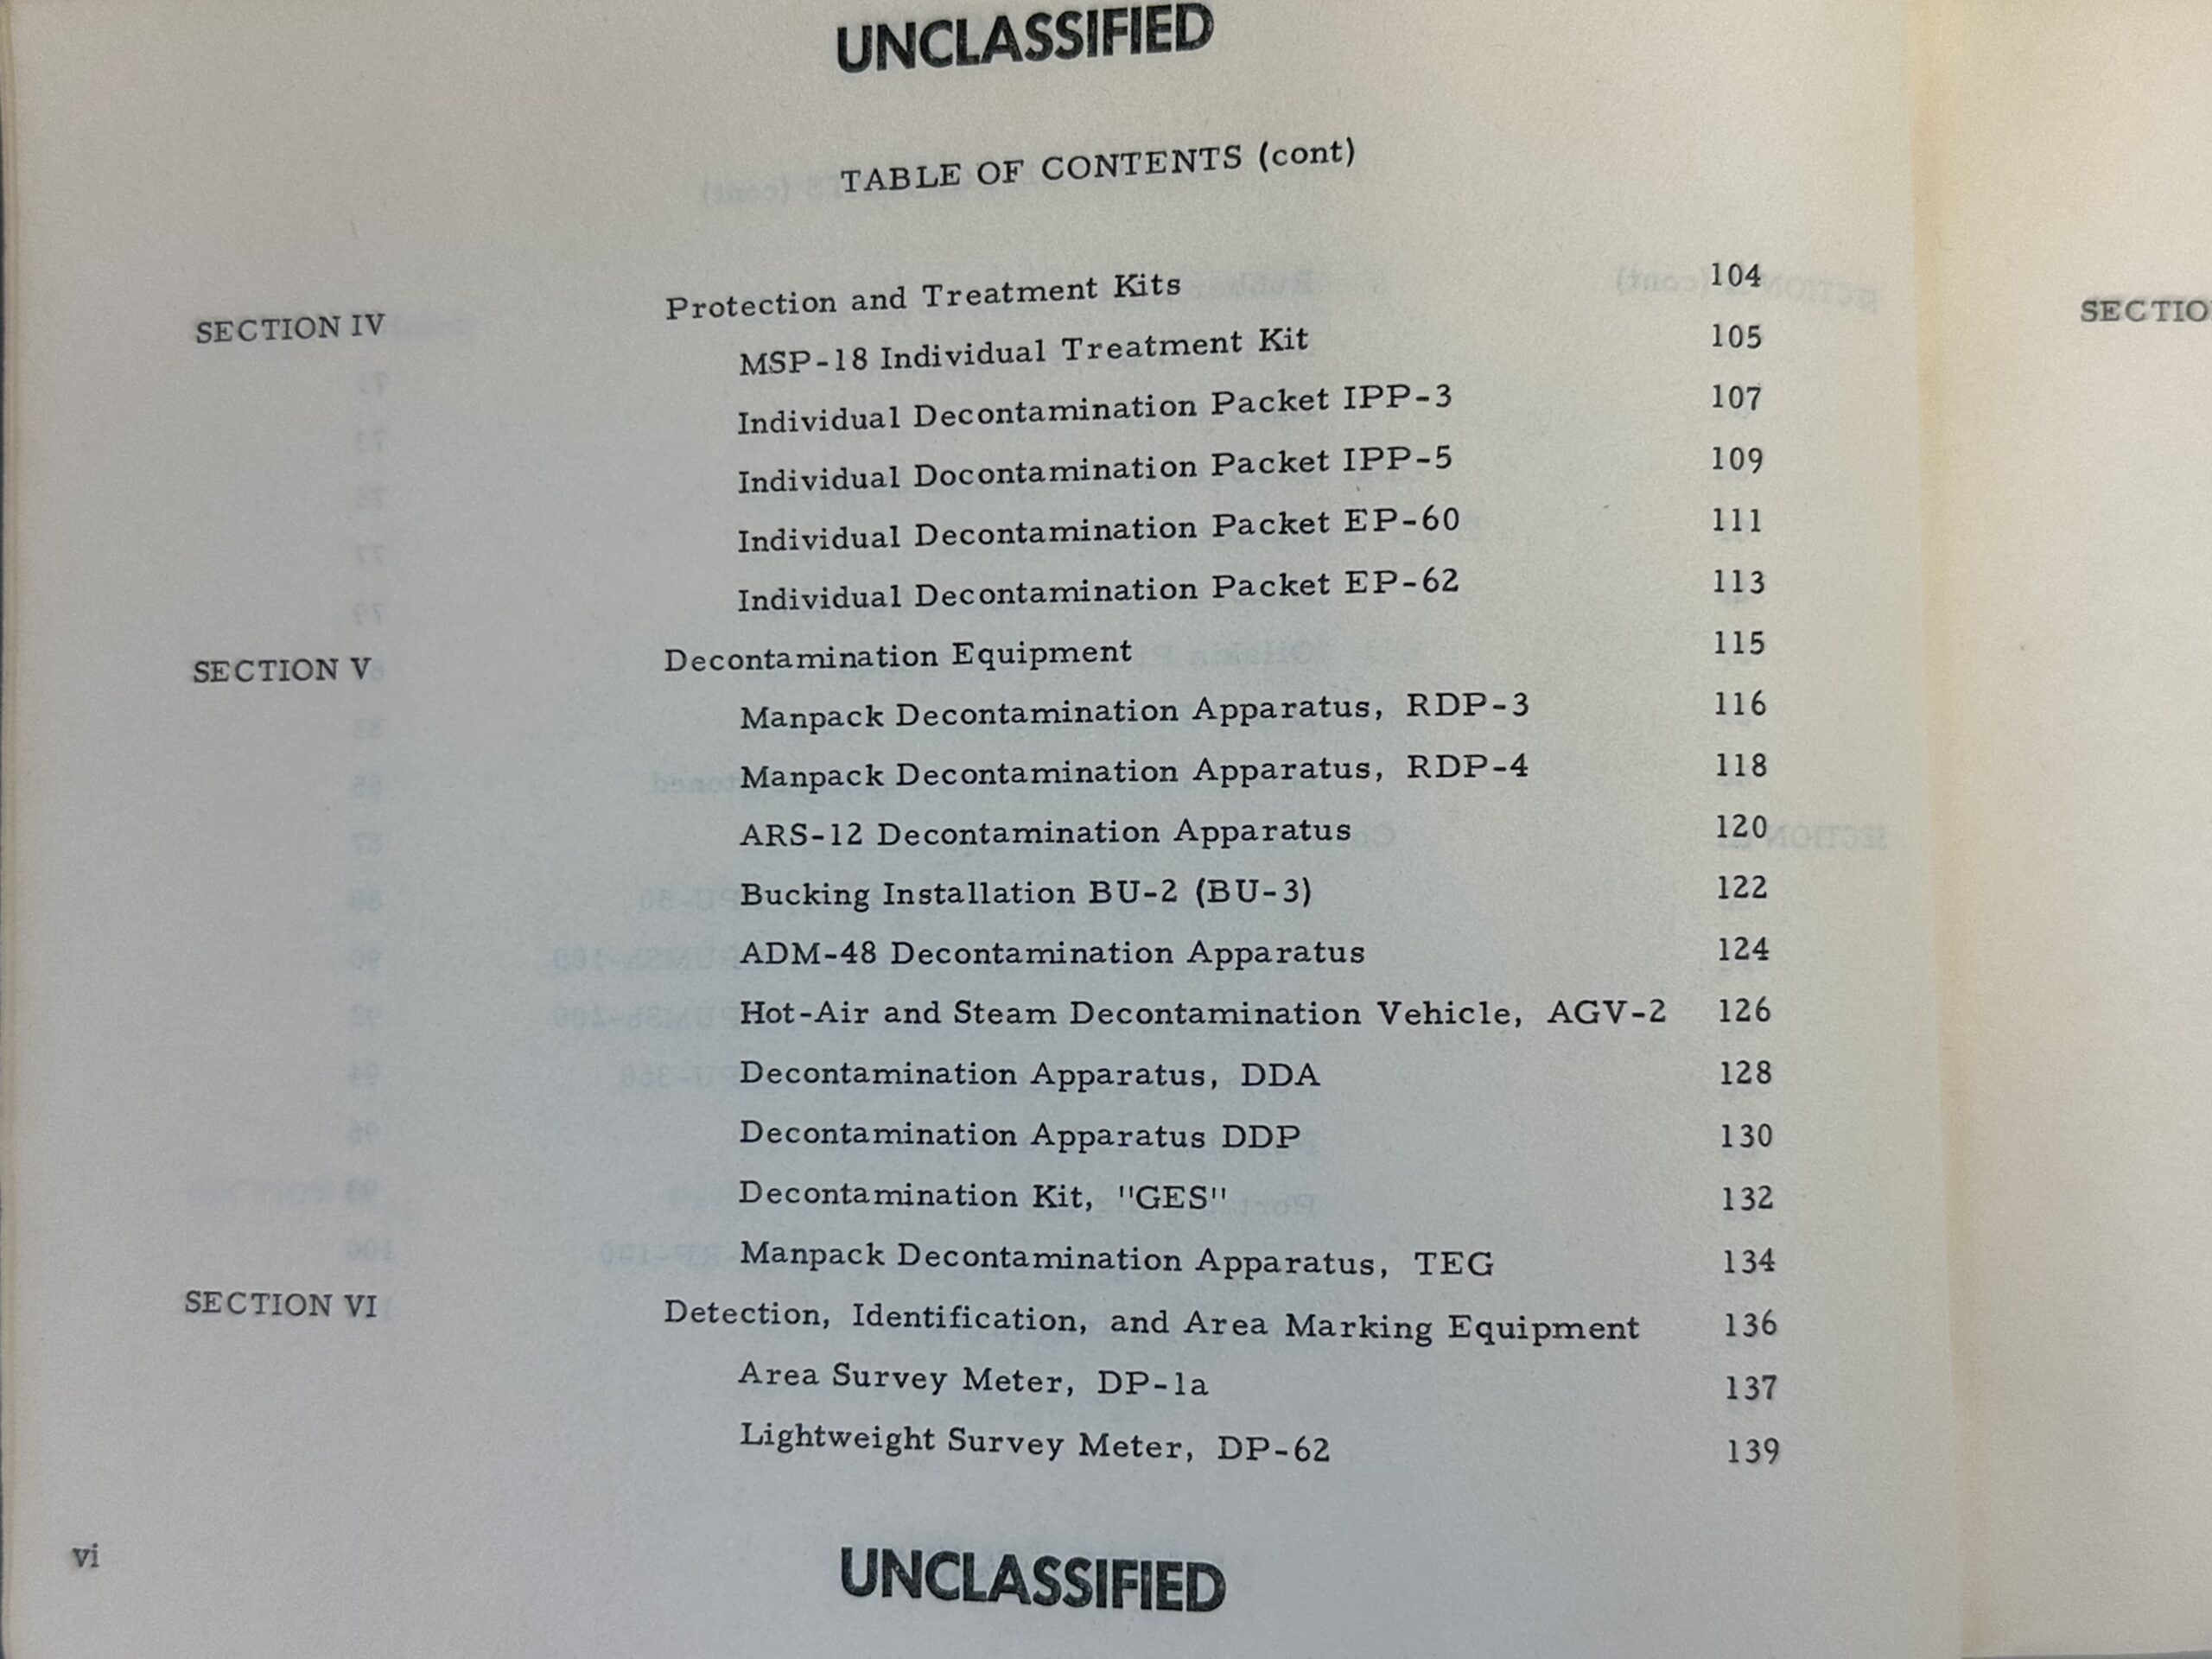 UNCLASSIFIED
TABLE OF CONTENTS (cont)
SECTION IV Protection and Treatment Kits 104
MSP-18 Individual Treatment Kit 105
Individual Decontamination Packet IPP-3 107
Individual Docontamination Packet IPP-5 109
Individual Decontamination Packet EP-60 111
Individual Decontamination Packet EP-62 113
SECTION V Decontamination Equipment 115
Manpack Decontamination Apparatus, RDP-3 116
Manpack Decontamination Apparatus, RDP-4 118
ARS-12 Decontamination Apparatus 120
Bucking Installation BU-2 (BU-3) 122
ADM-48 Decontamination Apparatus 124
Hot-Air and Steam Decontamination Vehicle, AGV-2 126
Decontamination Apparatus, DDA 128
Decontamination Apparatus DDP 130
Decontamination Kit, "GES" 132
Manpack Decontamination Apparatus, TEG 134
SECTION VI Detection, Identification, and Area Marking Equipment 136
Area Survey Meter, DP-1a 137
Lightweight Survey Meter, DP-62 139
vi
UNCLASSIFIED
SECTIO